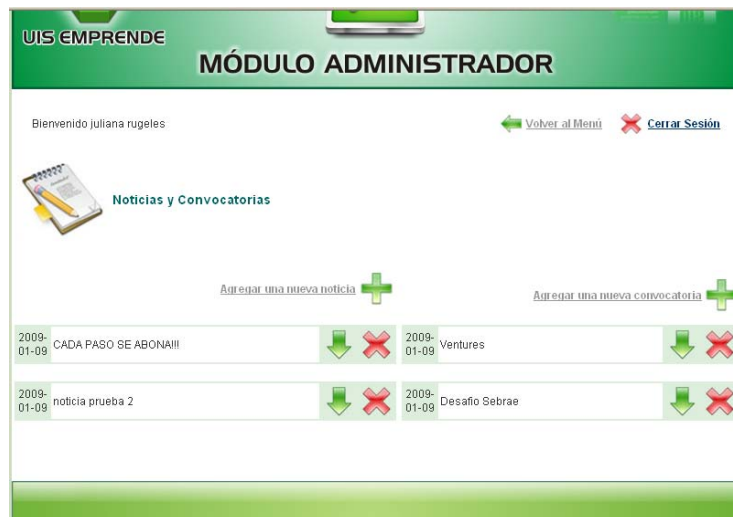 UIS EMPRENDE
MÓDULO ADMINISTRADOR
Bienvenido juliana rugeles
Volver al Menú
Cerrar Sesión
Noticias y Convocatorias
Agregar una nueva noticia
Agregar una nueva convocatoria
2009-
01-09
CADA PASO SE ABONA!!!
2009-
01-09
Ventures
2009-
01-09
noticia prueba 2
2009-
01-09
Desafio Sebrae